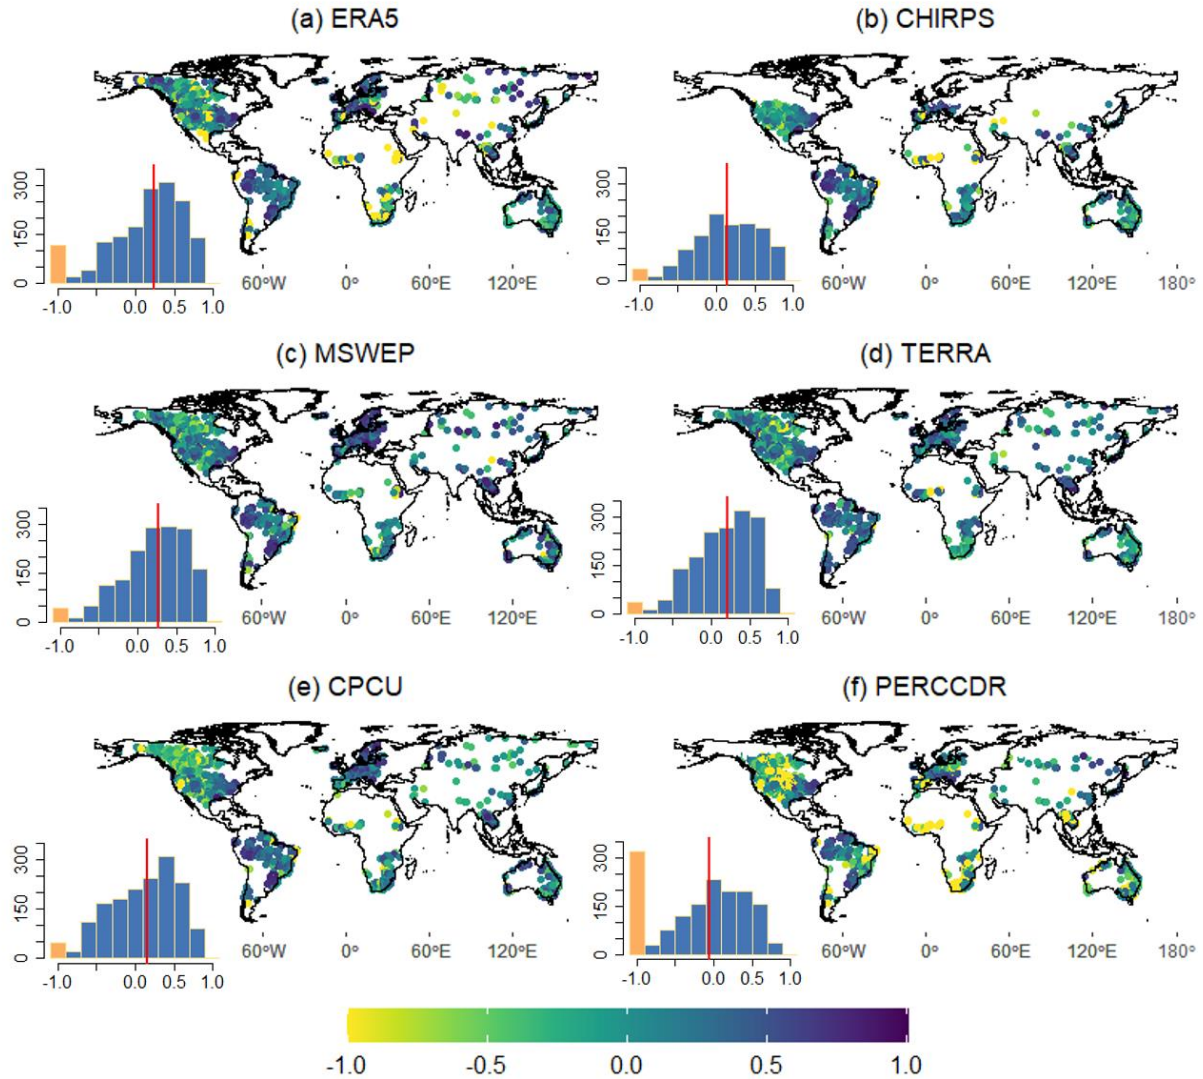 (a) ERA5 (b) CHIRPS
300
150
0
-1.0 0.0 0.5 1.0
60°W 0° 60°E 120°E
300
150
0
-1.0 0.0 0.5 1.0
60°W 0° 60°E 120°E 180°
(c) MSWEP (d) TERRA
300
150
0
-1.0 0.0 0.5 1.0
60°W 0° 60°E 120°E
300
150
0
-1.0 0.0 0.5 1.0
60°W 0° 60°E 120°E 180°
(e) CPCU (f) PERCCDR
300
150
0
-1.0 0.0 0.5 1.0
60°W 0° 60°E 120°E
300
150
0
-1.0 0.0 0.5 1.0
60°W 0° 60°E 120°E 180°
-1.0 -0.5 0.0 0.5 1.0